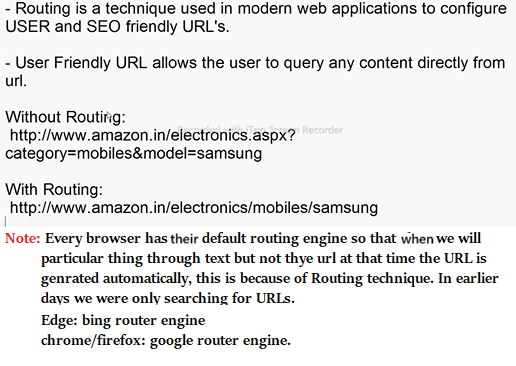 - Routing is a technique used in modern web applications to configure
USER and SEO friendly URL's.
- User Friendly URL allows the user to query any content directly from
url.
Without Routing:
http://www.amazon.in/electronics.aspx?
Recorded with iTop Screen Recorder
category=mobiles&model=samsung
With Routing:
http://www.amazon.in/electronics/mobiles/samsung
Note: Every browser has their default routing engine so that when we will
particular thing through text but not thye url at that time the URL is
genrated automatically, this is because of Routing technique. In earlier
days we were only searching for URLs.
Edge: bing router engine
chrome/firefox: google router engine.